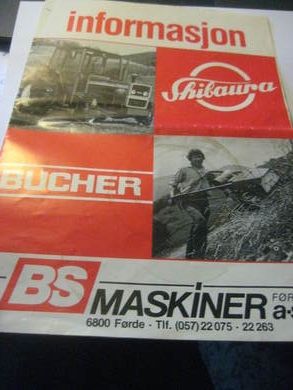 informasjon
Shibaura
BUCHER
BS MASKINER
6800 Førde - Tlf. (057) 22 075 - 22 263